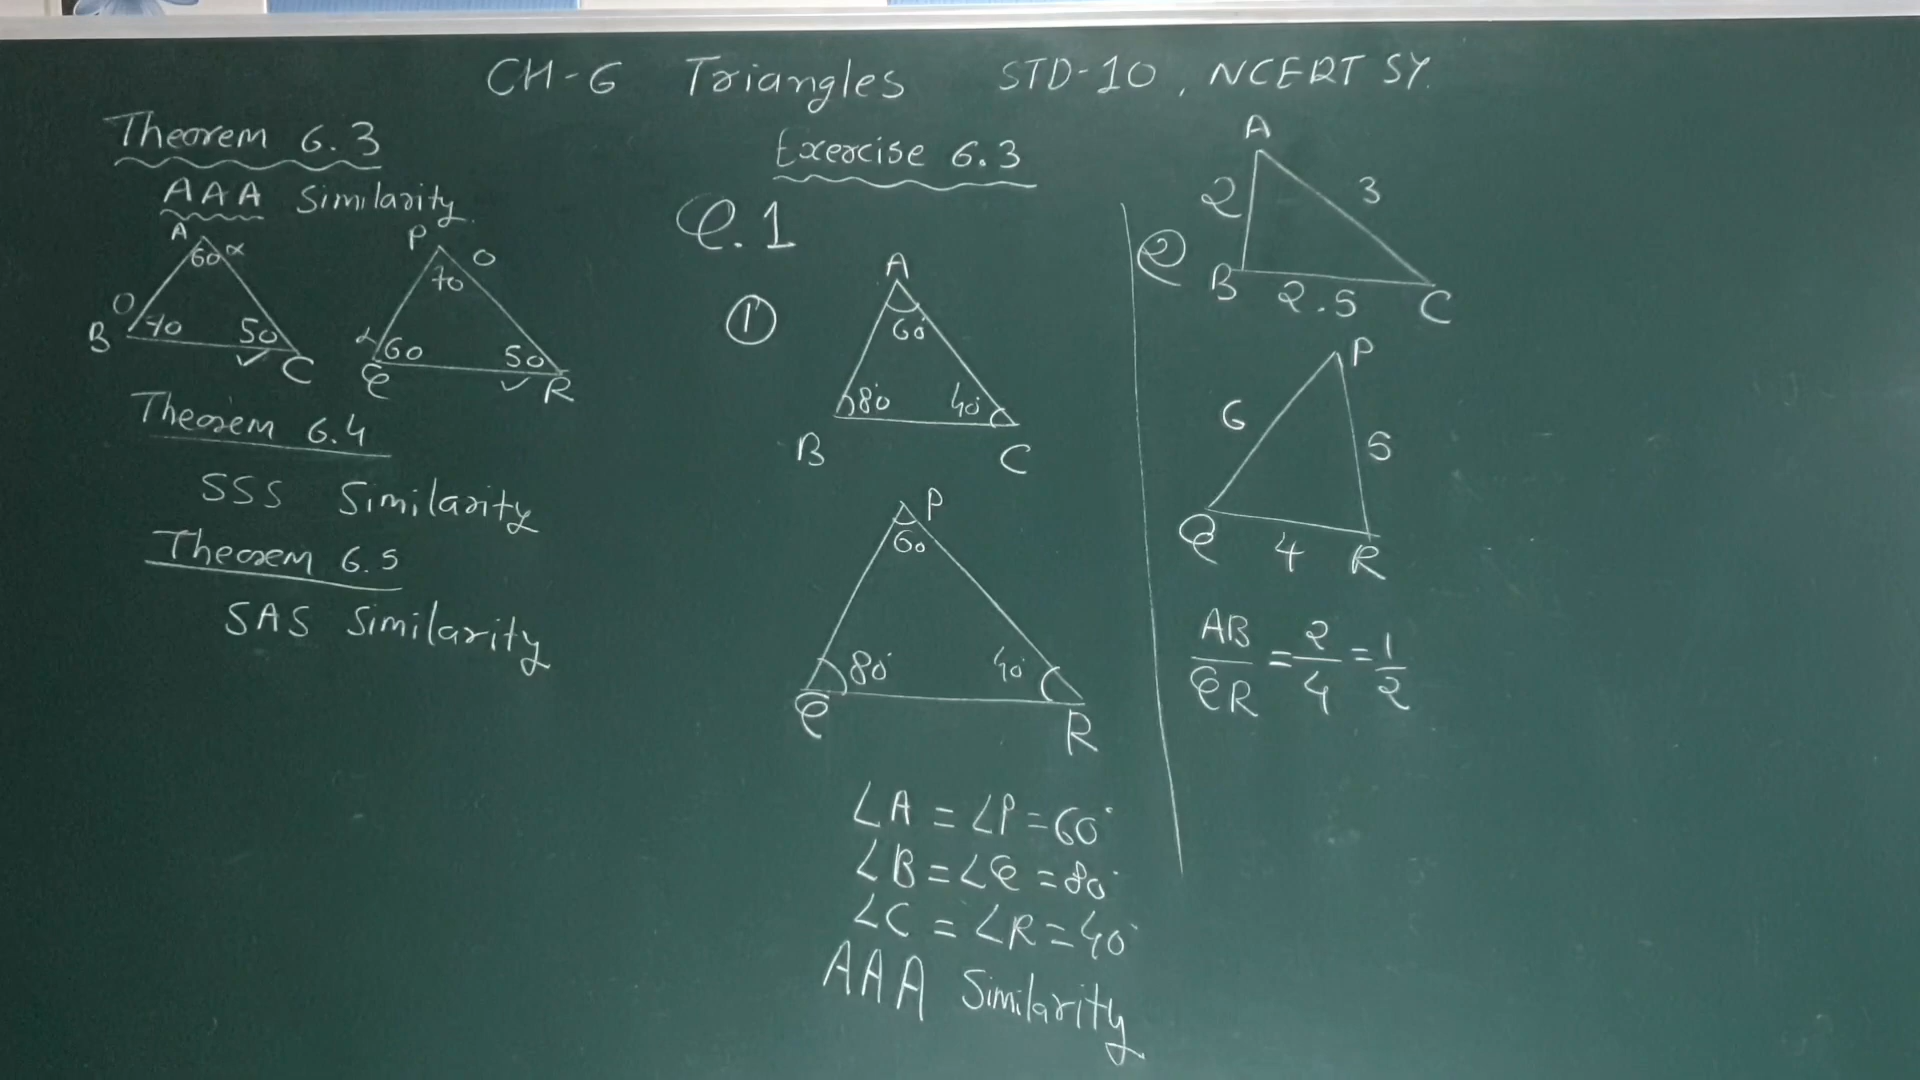 CH-6 Triangles STD-10, NCERT SY.
Theorem 6.3
AAA Similarity
A
60
α
O
B
70
50
C
P
O
70
α
60
50
Q
R
Theorem 6.4
SSS Similarity
Theorem 6.5
SAS Similarity
Exercise 6.3
Q.1
1
A
60°
80°
40°
B
C
P
60
80°
40°
Q
R
∠A = ∠P = 60°
∠B = ∠Q = 80°
∠C = ∠R = 40°
AAA Similarity
2
A
2
3
B
2.5
C
P
6
5
Q
4
R
AB/QR = 2/4 = 1/2